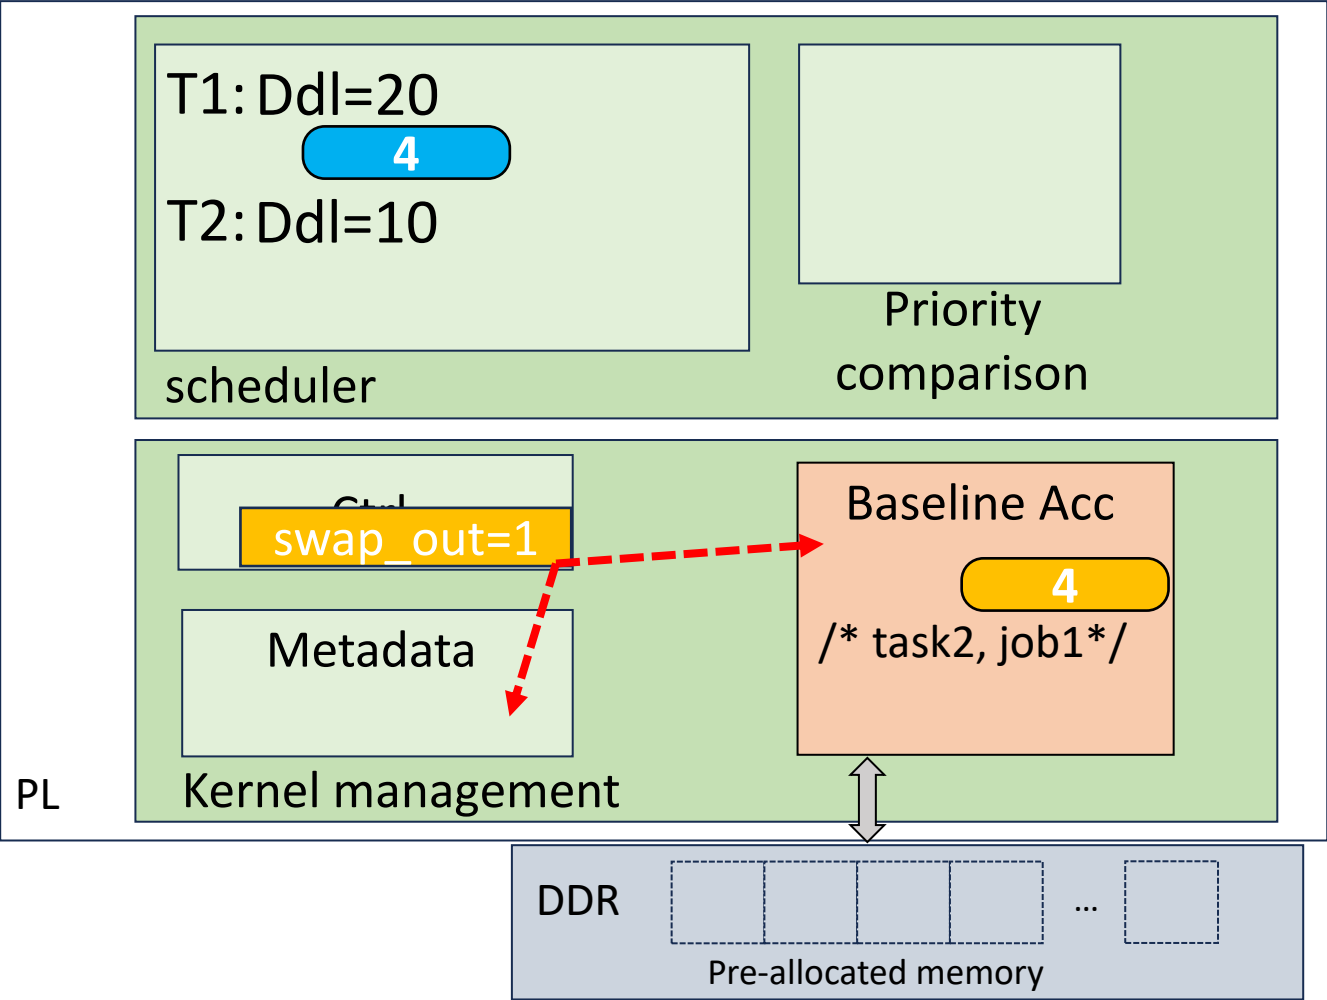 T1: Ddl=20
4
T2: Ddl=10
scheduler
Priority
comparison
swap_out=1
Metadata
Kernel management
Baseline Acc
4
/* task2, job1*/
PL
DDR
...
Pre-allocated memory